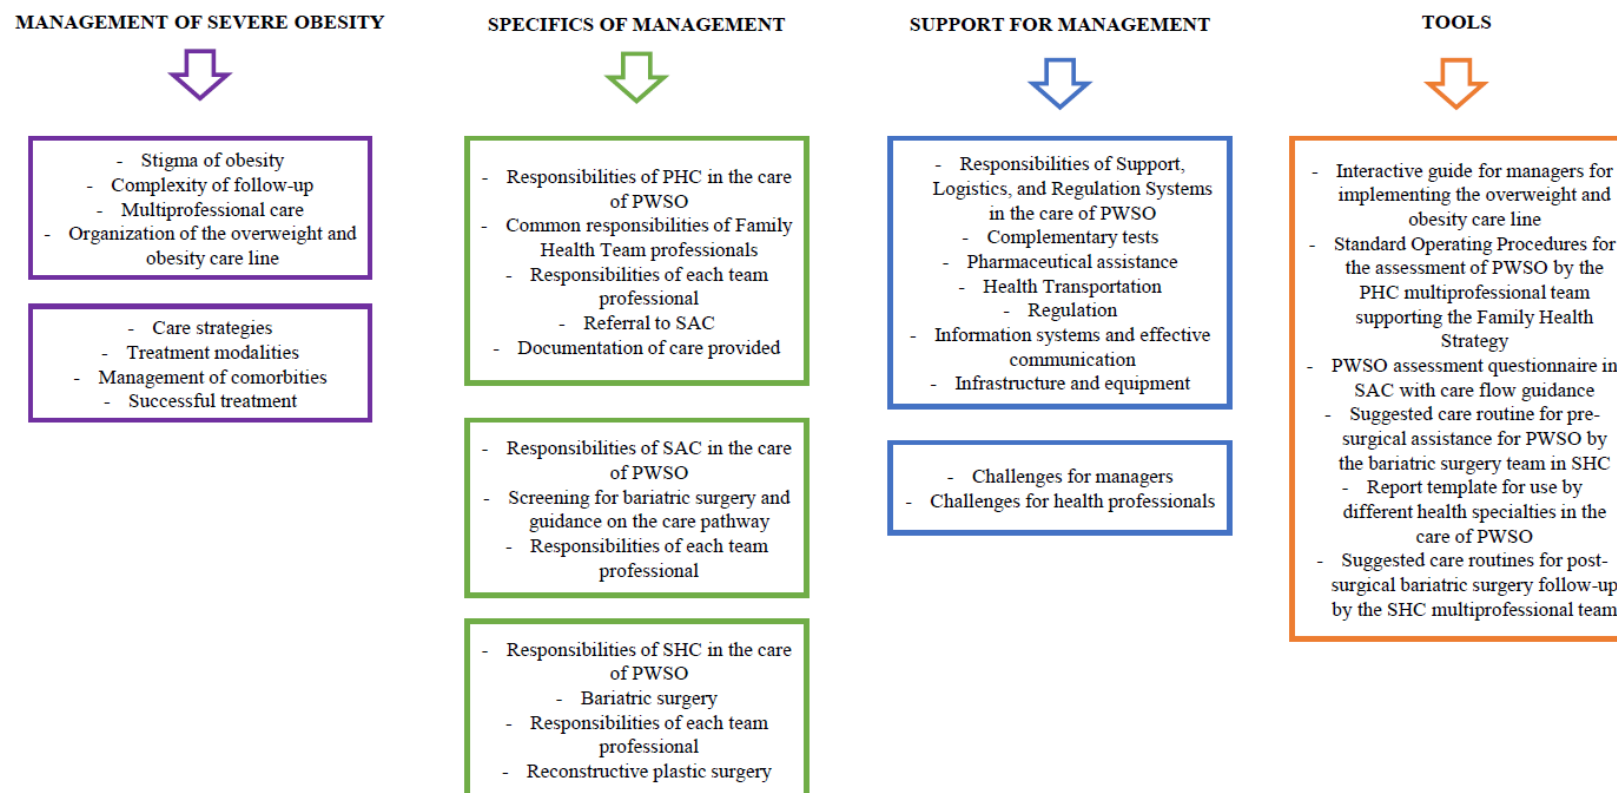 MANAGEMENT OF SEVERE OBESITY
- Stigma of obesity
- Complexity of follow-up
- Multiprofessional care
- Organization of the overweight and
obesity care line
- Care strategies
- Treatment modalities
- Management of comorbities
- Successful treatment
SPECIFICS OF MANAGEMENT
- Responsibilities of PHC in the care
of PWSO
- Common responsibilities of Family
Health Team professionals
- Responsibilities of each team
professional
- Referral to SAC
- Documentation of care provided
- Responsibilities of SAC in the care
of PWSO
- Screening for bariatric surgery and
guidance on the care pathway
- Responsibilities of each team
professional
- Responsibilities of SHC in the care
of PWSO
- Bariatric surgery
- Responsibilities of each team
professional
- Reconstructive plastic surgery
SUPPORT FOR MANAGEMENT
- Responsibilities of Support,
Logistics, and Regulation Systems
in the care of PWSO
- Complementary tests
- Pharmaceutical assistance
- Health Transportation
- Regulation
- Information systems and effective
communication
- Infrastructure and equipment
- Challenges for managers
- Challenges for health professionals
TOOLS
- Interactive guide for managers for
implementing the overweight and
obesity care line
- Standard Operating Procedures for
the assessment of PWSO by the
PHC multiprofessional team
supporting the Family Health
Strategy
- PWSO assessment questionnaire in
SAC with care flow guidance
- Suggested care routine for pre-
surgical assistance for PWSO by
the bariatric surgery team in SHC
- Report template for use by
different health specialties in the
care of PWSO
- Suggested care routines for post-
surgical bariatric surgery follow-up
by the SHC multiprofessional team